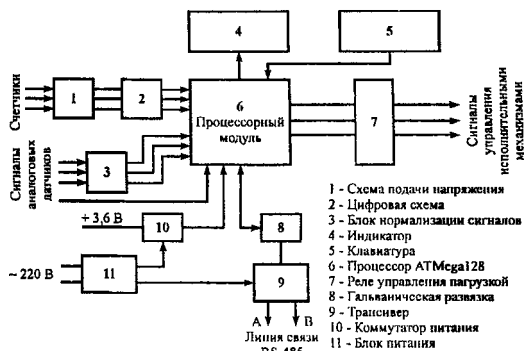 4
5
Счетчики
1
2
6
Процессорный
модуль
7
Сигналы
управления
исполнительными
механизмами
Сигналы
аналоговых
датчиков
3
+ 3,6 В
10
8
~ 220 В
11
9
А
В
Линия связи
RS-485
1 - Схема подачи напряжения
2 - Цифровая схема
3 - Блок нормализации сигналов
4 - Индикатор
5 - Клавиатура
6 - Процессор ATMega128
7 - Реле управления нагрузкой
8 - Гальваническая развязка
9 - Трансивер
10 - Коммутатор питания
11 - Блок питания